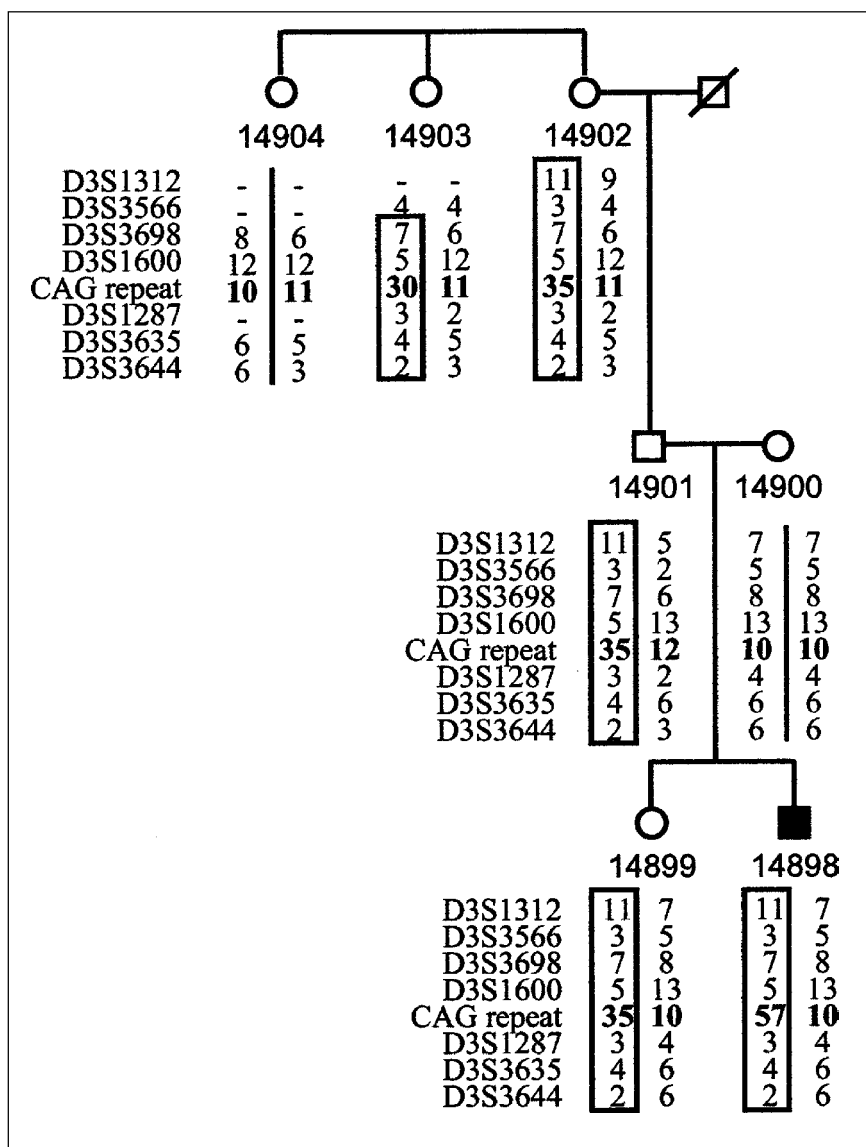 14904 14903 14902
D3S1312 - - - - 11 9
D3S3566 - - 4 4 3 4
D3S3698 8 6 7 6 7 6
D3S1600 12 12 5 12 5 12
CAG repeat 10 11 30 11 35 11
D3S1287 - - 3 2 3 2
D3S3635 6 5 4 5 4 5
D3S3644 6 3 2 3 2 3
14901 14900
D3S1312 11 5 7 7
D3S3566 3 2 5 5
D3S3698 7 6 8 8
D3S1600 5 13 13 13
CAG repeat 35 12 10 10
D3S1287 3 2 4 4
D3S3635 4 6 6 6
D3S3644 2 3 6 6
14899 14898
D3S1312 11 7 11 7
D3S3566 3 5 3 5
D3S3698 7 8 7 8
D3S1600 5 13 5 13
CAG repeat 35 10 57 10
D3S1287 3 4 3 4
D3S3635 4 6 4 6
D3S3644 2 6 2 6